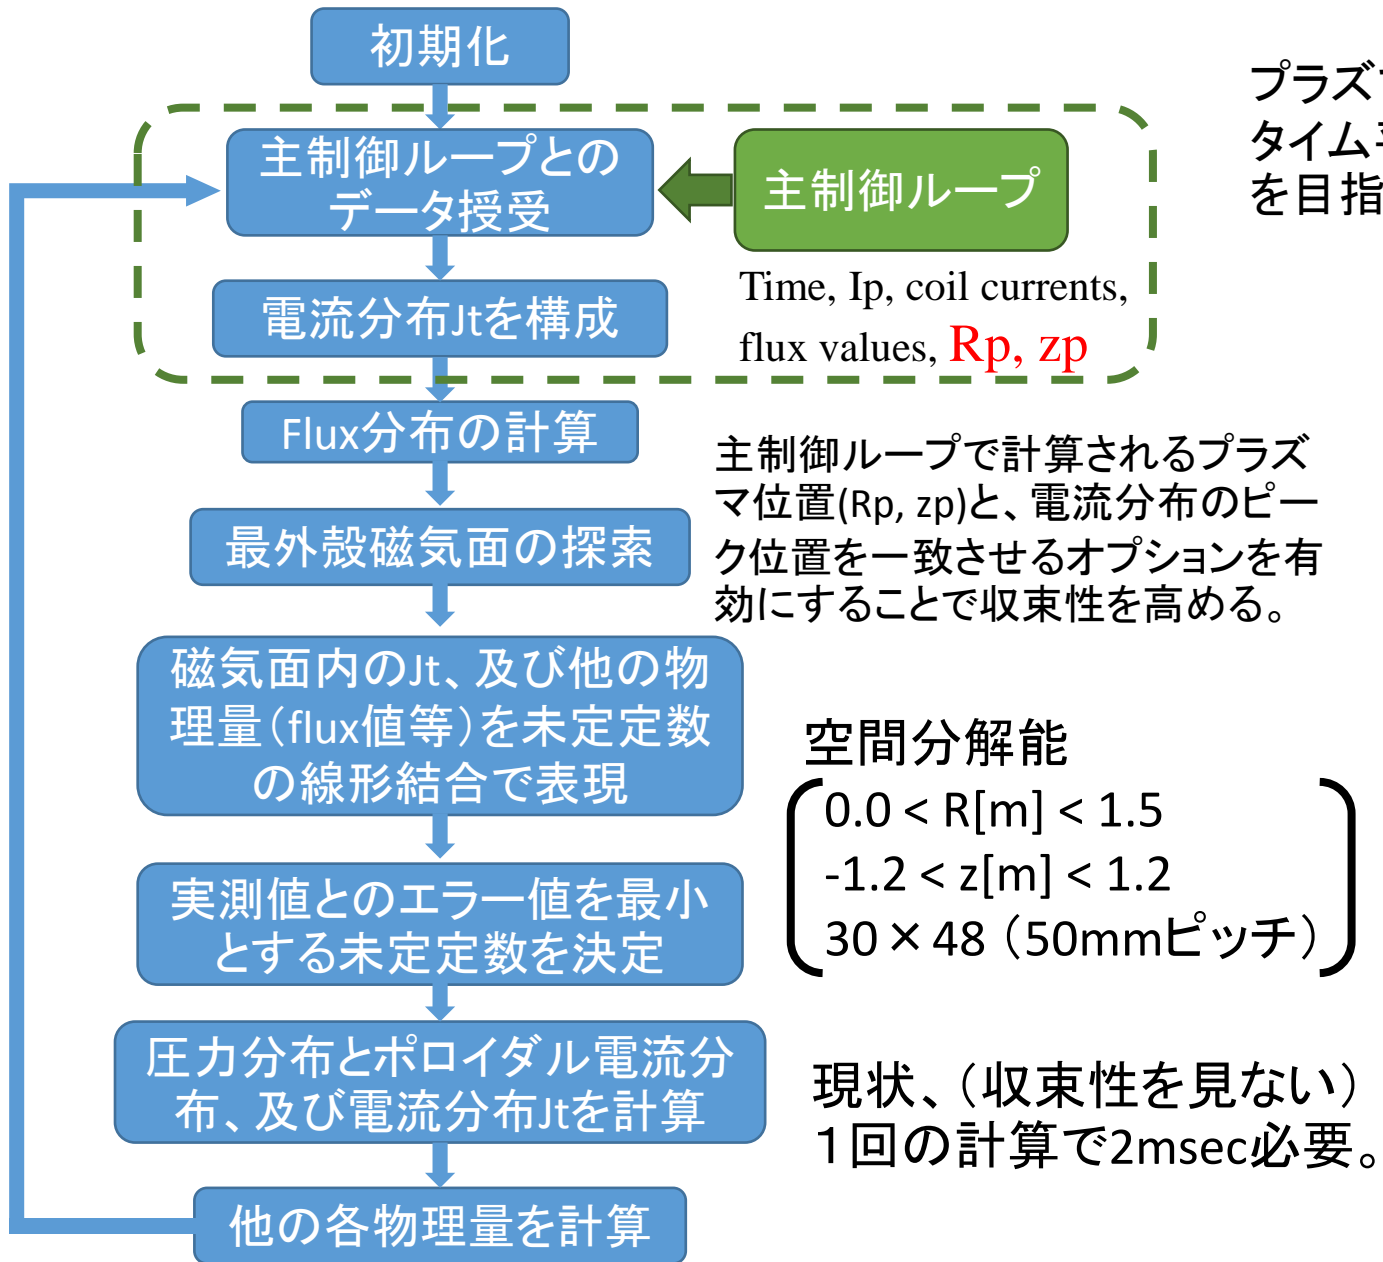 初期化
プラズ
タイム
を目指
主制御ループとの
データ授受
主制御ループ
電流分布Jtを構成
Time, Ip, coil currents,
flux values, Rp, zp
Flux分布の計算
最外殻磁気面の探索
主制御ループで計算されるプラズ
マ位置(Rp, zp)と、電流分布のピー
ク位置を一致させるオプションを有
効にすることで収束性を高める。
磁気面内のJt、及び他の物
理量（flux値等）を未定定数
の線形結合で表現
空間分解能
0.0 < R[m] < 1.5
-1.2 < z[m] < 1.2
30×48（50mmピッチ）
実測値とのエラー値を最小
とする未定定数を決定
圧力分布とポロイダル電流分
布、及び電流分布Jtを計算
現状、（収束性を見ない）
１回の計算で2msec必要。
他の各物理量を計算